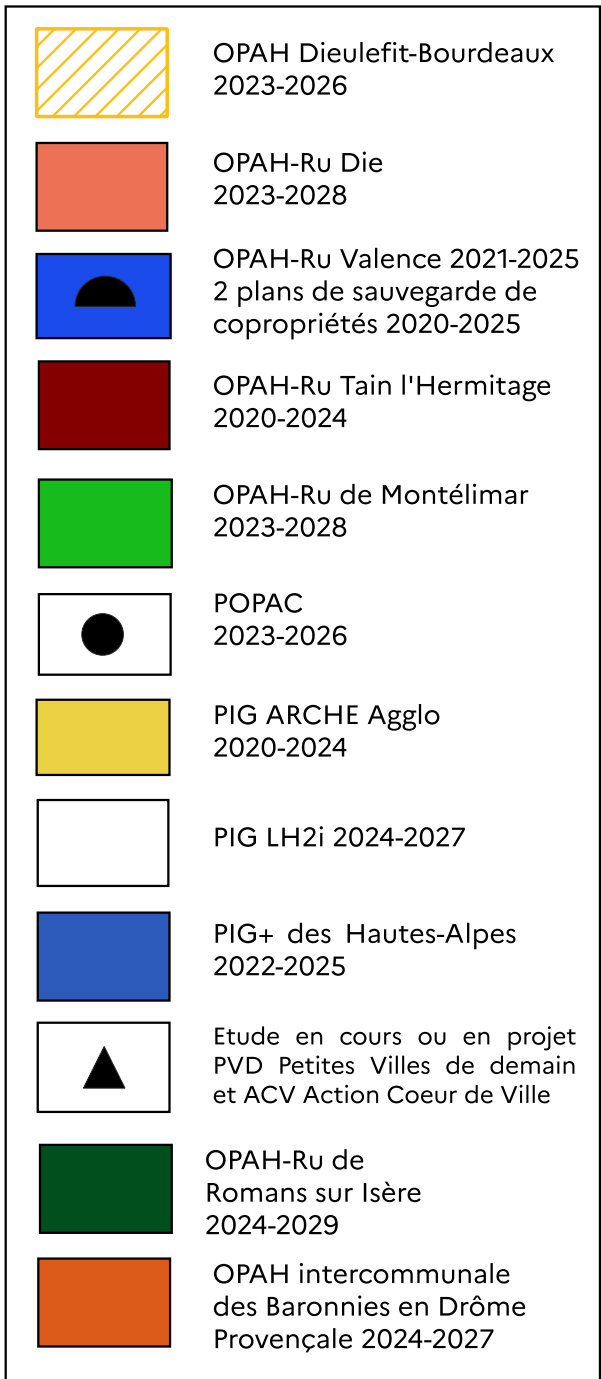 OPAH Dieulefit-Bourdeaux
2023-2026
OPAH-Ru Die
2023-2028
OPAH-Ru Valence 2021-2025
2 plans de sauvegarde de
copropriétés 2020-2025
OPAH-Ru Tain l'Hermitage
2020-2024
OPAH-Ru de Montélimar
2023-2028
POPAC
2023-2026
PIG ARCHE Agglo
2020-2024
PIG LH2i 2024-2027
PIG+ des Hautes-Alpes
2022-2025
Etude en cours ou en projet
PVD Petites Villes de demain
et ACV Action Coeur de Ville
OPAH-Ru de
Romans sur Isère
2024-2029
OPAH intercommunale
des Baronnies en Drôme
Provençale 2024-2027